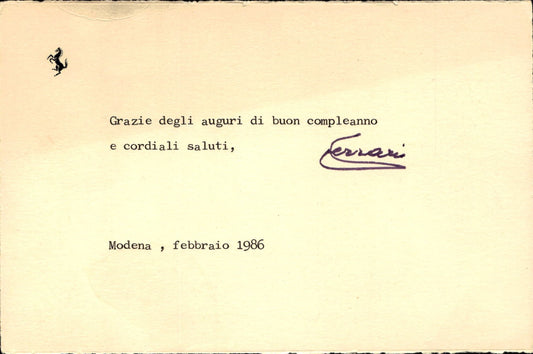 Grazie degli auguri di buon compleanno
e cordiali saluti,
Ferrari
Modena , febbraio 1986